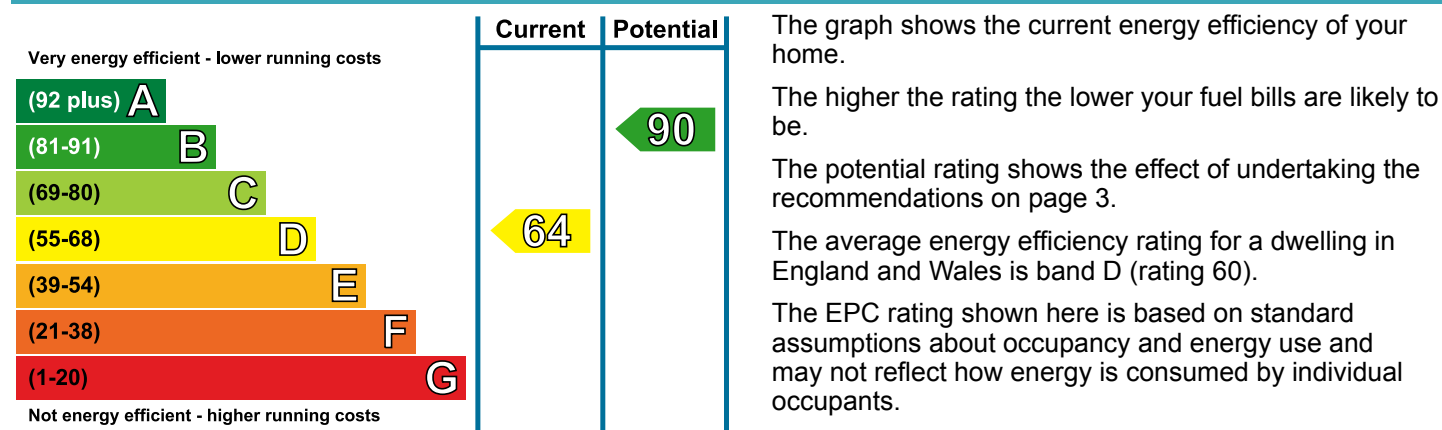 Current Potential
Very energy efficient - lower running costs
(92 plus) A
(81-91) B
90
(69-80) C
(55-68) D
64
(39-54) E
(21-38) F
(1-20) G
Not energy efficient - higher running costs
The graph shows the current energy efficiency of your
home.
The higher the rating the lower your fuel bills are likely to
be.
The potential rating shows the effect of undertaking the
recommendations on page 3.
The average energy efficiency rating for a dwelling in
England and Wales is band D (rating 60).
The EPC rating shown here is based on standard
assumptions about occupancy and energy use and
may not reflect how energy is consumed by individual
occupants.